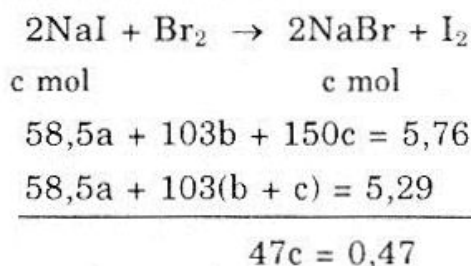 2NaI + Br₂ → 2NaBr + I₂
c mol c mol
58,5a + 103b + 150c = 5,76
58,5a + 103(b + c) = 5,29
47c = 0,47